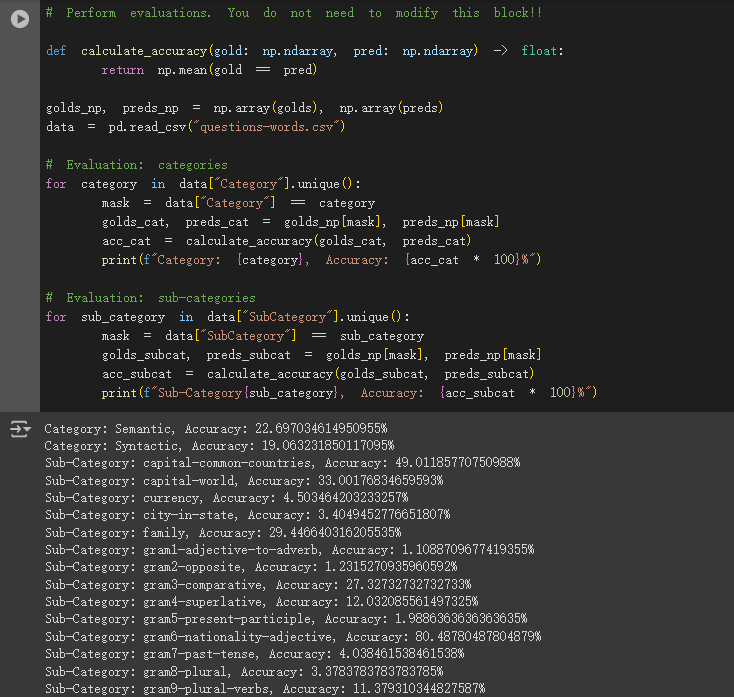 # Perform evaluations. You do not need to modify this block!!
def calculate_accuracy(gold: np.ndarray, pred: np.ndarray) -> float:
return np.mean(gold == pred)
golds_np, preds_np = np.array(golds), np.array(preds)
data = pd.read_csv("questions-words.csv")
# Evaluation: categories
for category in data["Category"].unique():
mask = data["Category"] == category
golds_cat, preds_cat = golds_np[mask], preds_np[mask]
acc_cat = calculate_accuracy(golds_cat, preds_cat)
print(f"Category: {category}, Accuracy: {acc_cat * 100}%")
# Evaluation: sub-categories
for sub_category in data["SubCategory"].unique():
mask = data["SubCategory"] == sub_category
golds_subcat, preds_subcat = golds_np[mask], preds_np[mask]
acc_subcat = calculate_accuracy(golds_subcat, preds_subcat)
print(f"Sub-Category{sub_category}, Accuracy: {acc_subcat * 100}%")
Category: Semantic, Accuracy: 22.697034614950955%
Category: Syntactic, Accuracy: 19.063231850117095%
Sub-Category: capital-common-countries, Accuracy: 49.01185770750988%
Sub-Category: capital-world, Accuracy: 33.00176834659593%
Sub-Category: currency, Accuracy: 4.503464203233257%
Sub-Category: city-in-state, Accuracy: 3.4049452776651807%
Sub-Category: family, Accuracy: 29.446640316205535%
Sub-Category: gram1-adjective-to-adverb, Accuracy: 1.1088709677419355%
Sub-Category: gram2-opposite, Accuracy: 1.2315270935960592%
Sub-Category: gram3-comparative, Accuracy: 27.32732732732733%
Sub-Category: gram4-superlative, Accuracy: 12.032085561497325%
Sub-Category: gram5-present-participle, Accuracy: 1.9886363636363635%
Sub-Category: gram6-nationality-adjective, Accuracy: 80.48780487804879%
Sub-Category: gram7-past-tense, Accuracy: 4.038461538461538%
Sub-Category: gram8-plural, Accuracy: 3.3783783783783785%
Sub-Category: gram9-plural-verbs, Accuracy: 11.379310344827587%